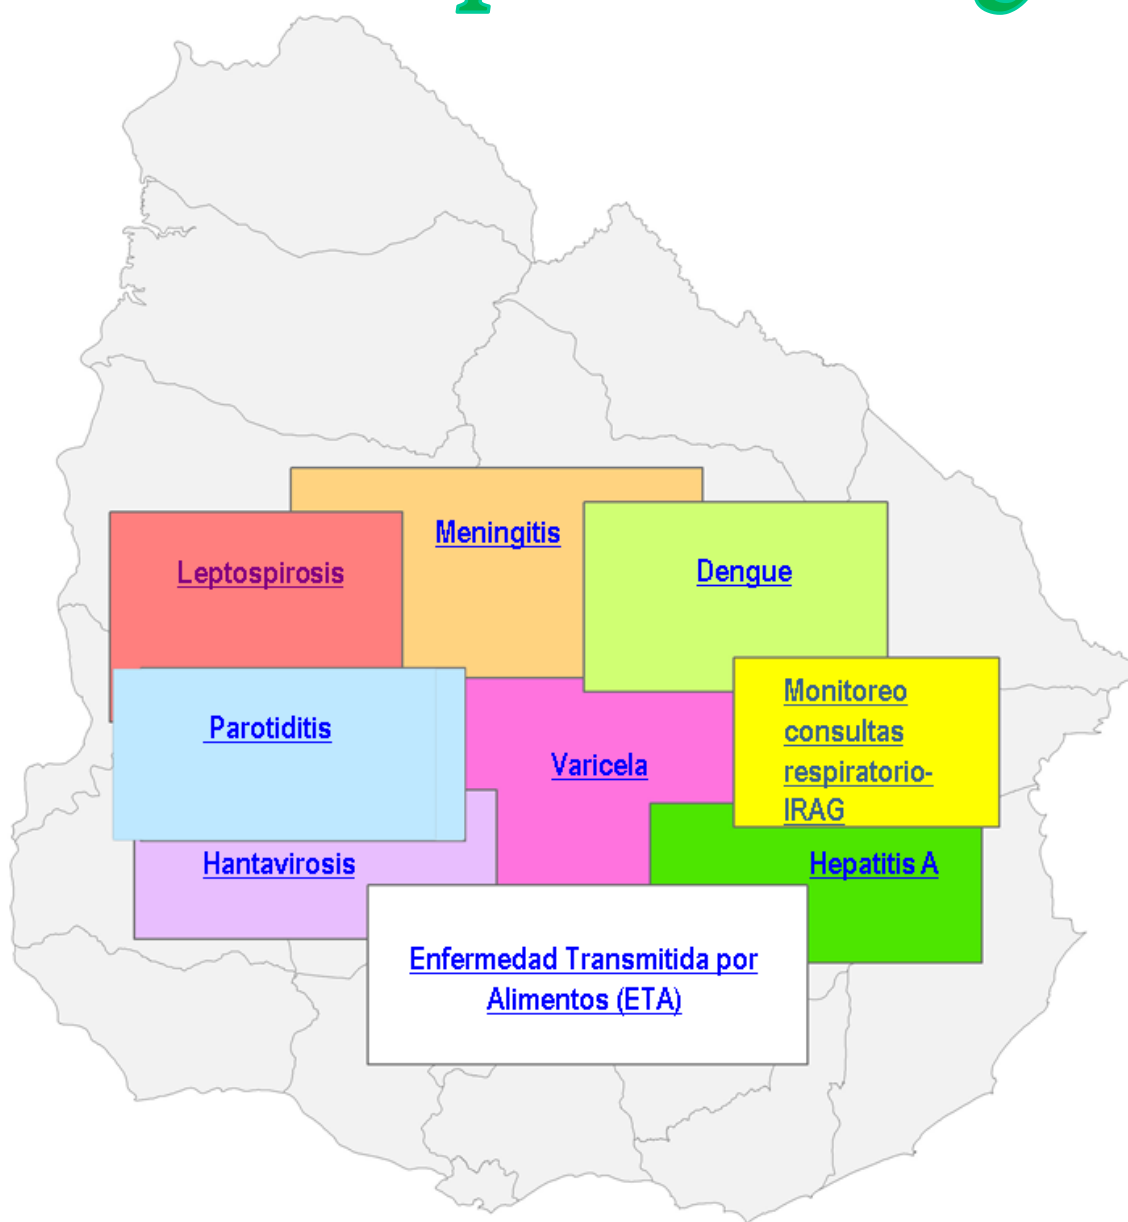 Meningitis
Leptospirosis
Dengue
Parotiditis
Varicela
Monitoreo
consultas
respiratorio-
IRAG
Hantavirosis
Hepatitis A
Enfermedad Transmitida por
Alimentos (ETA)